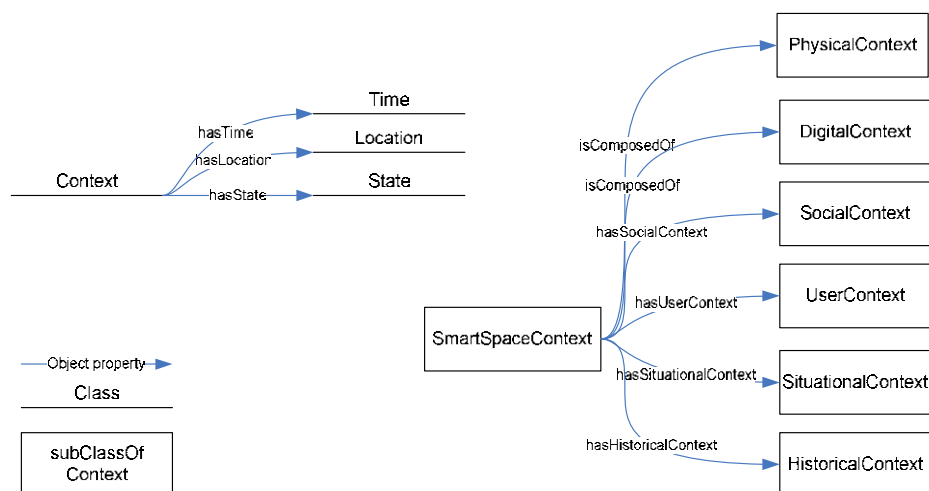 PhysicalContext
Time
hasTime
DigitalContext
Location
isComposedOf
hasLocation
Context
State
isComposedOf
hasState
SocialContext
hasSocialContext
UserContext
hasUserContext
SmartSpaceContext
Object property
hasSituationalContext
SituationalContext
Class
hasHistoricalContext
subClassOf
Context
HistoricalContext